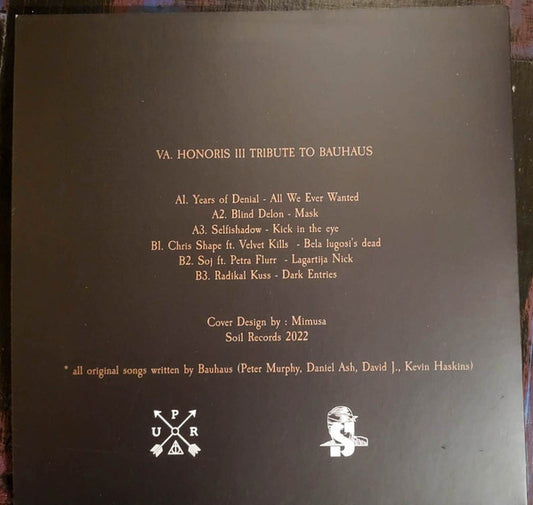 VA. HONORIS III TRIBUTE TO BAUHAUS
A1. Years of Denial - All We Ever Wanted
A2. Blind Delon - Mask
A3. Selfishadow - Kick in the eye
B1. Chris Shape ft. Velvet Kills - Bela lugosi's dead
B2. Soj ft. Petra Flurr - Lagartija Nick
B3. Radikal Kuss - Dark Entries
Cover Design by : Mimusa
Soil Records 2022
* all original songs written by Bauhaus (Peter Murphy, Daniel Ash, David J., Kevin Haskins)
P
U R
S